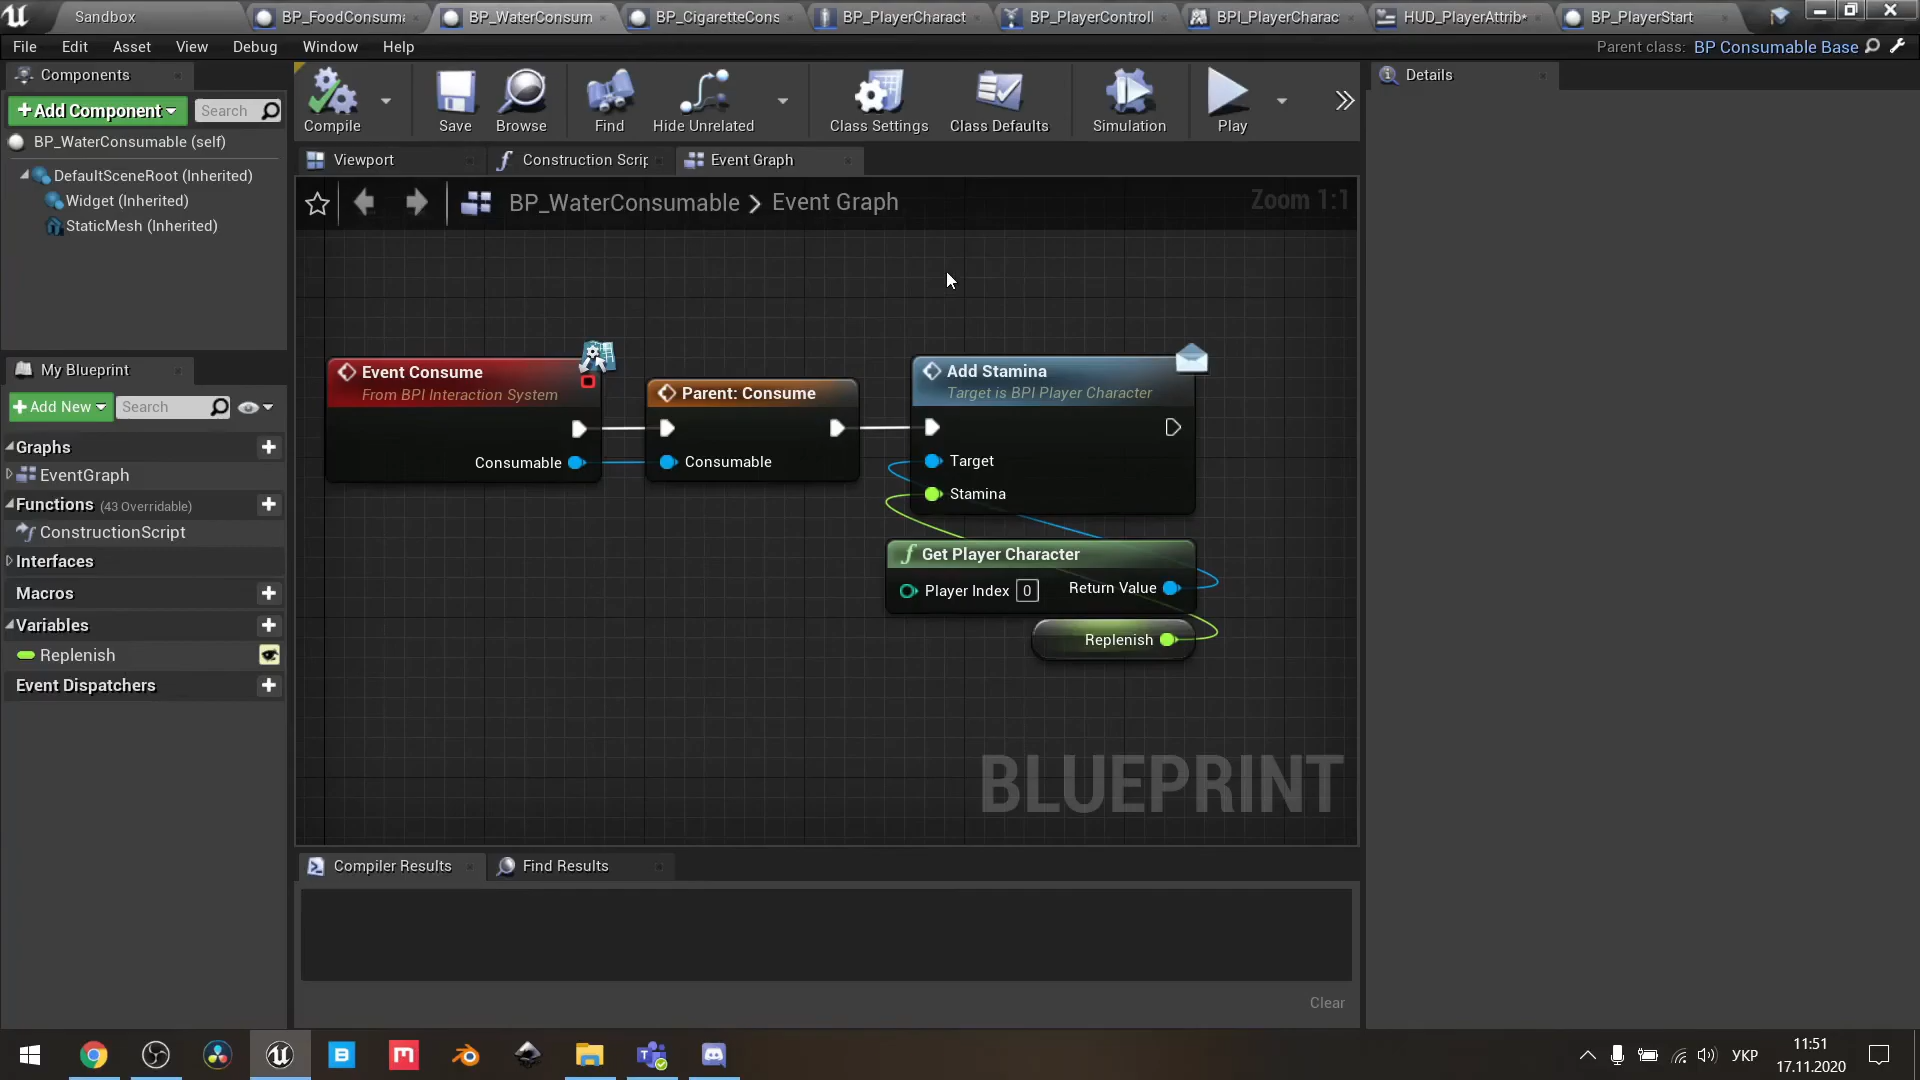 Sandbox
BP_FoodConsuma
BP_WaterConsum
BP_CigaretteCons
BP_PlayerCharact
BP_PlayerControll
BPI_PlayerCharac
HUD_PlayerAttrib*
BP_PlayerStart
File Edit Asset View Debug Window Help
Parent class: BP Consumable Base
Components
+Add Component
Search
BP_WaterConsumable (self)
DefaultSceneRoot (Inherited)
Widget (Inherited)
StaticMesh (Inherited)
Compile
Save
Browse
Find
Hide Unrelated
Class Settings
Class Defaults
Simulation
Play
Details
Viewport
Construction Scrip
Event Graph
BP_WaterConsumable > Event Graph
Zoom 1:1
My Blueprint
+Add New
Search
Graphs
EventGraph
Functions (43 Overridable)
ConstructionScript
Interfaces
Macros
Variables
Replenish
Event Dispatchers
Event Consume
From BPI Interaction System
Consumable
Parent: Consume
Consumable
Add Stamina
Target is BPI Player Character
Target
Stamina
Get Player Character
Player Index 0
Return Value
Replenish
BLUEPRINT
Compiler Results
Find Results
Clear
УКР
11:51
17.11.2020